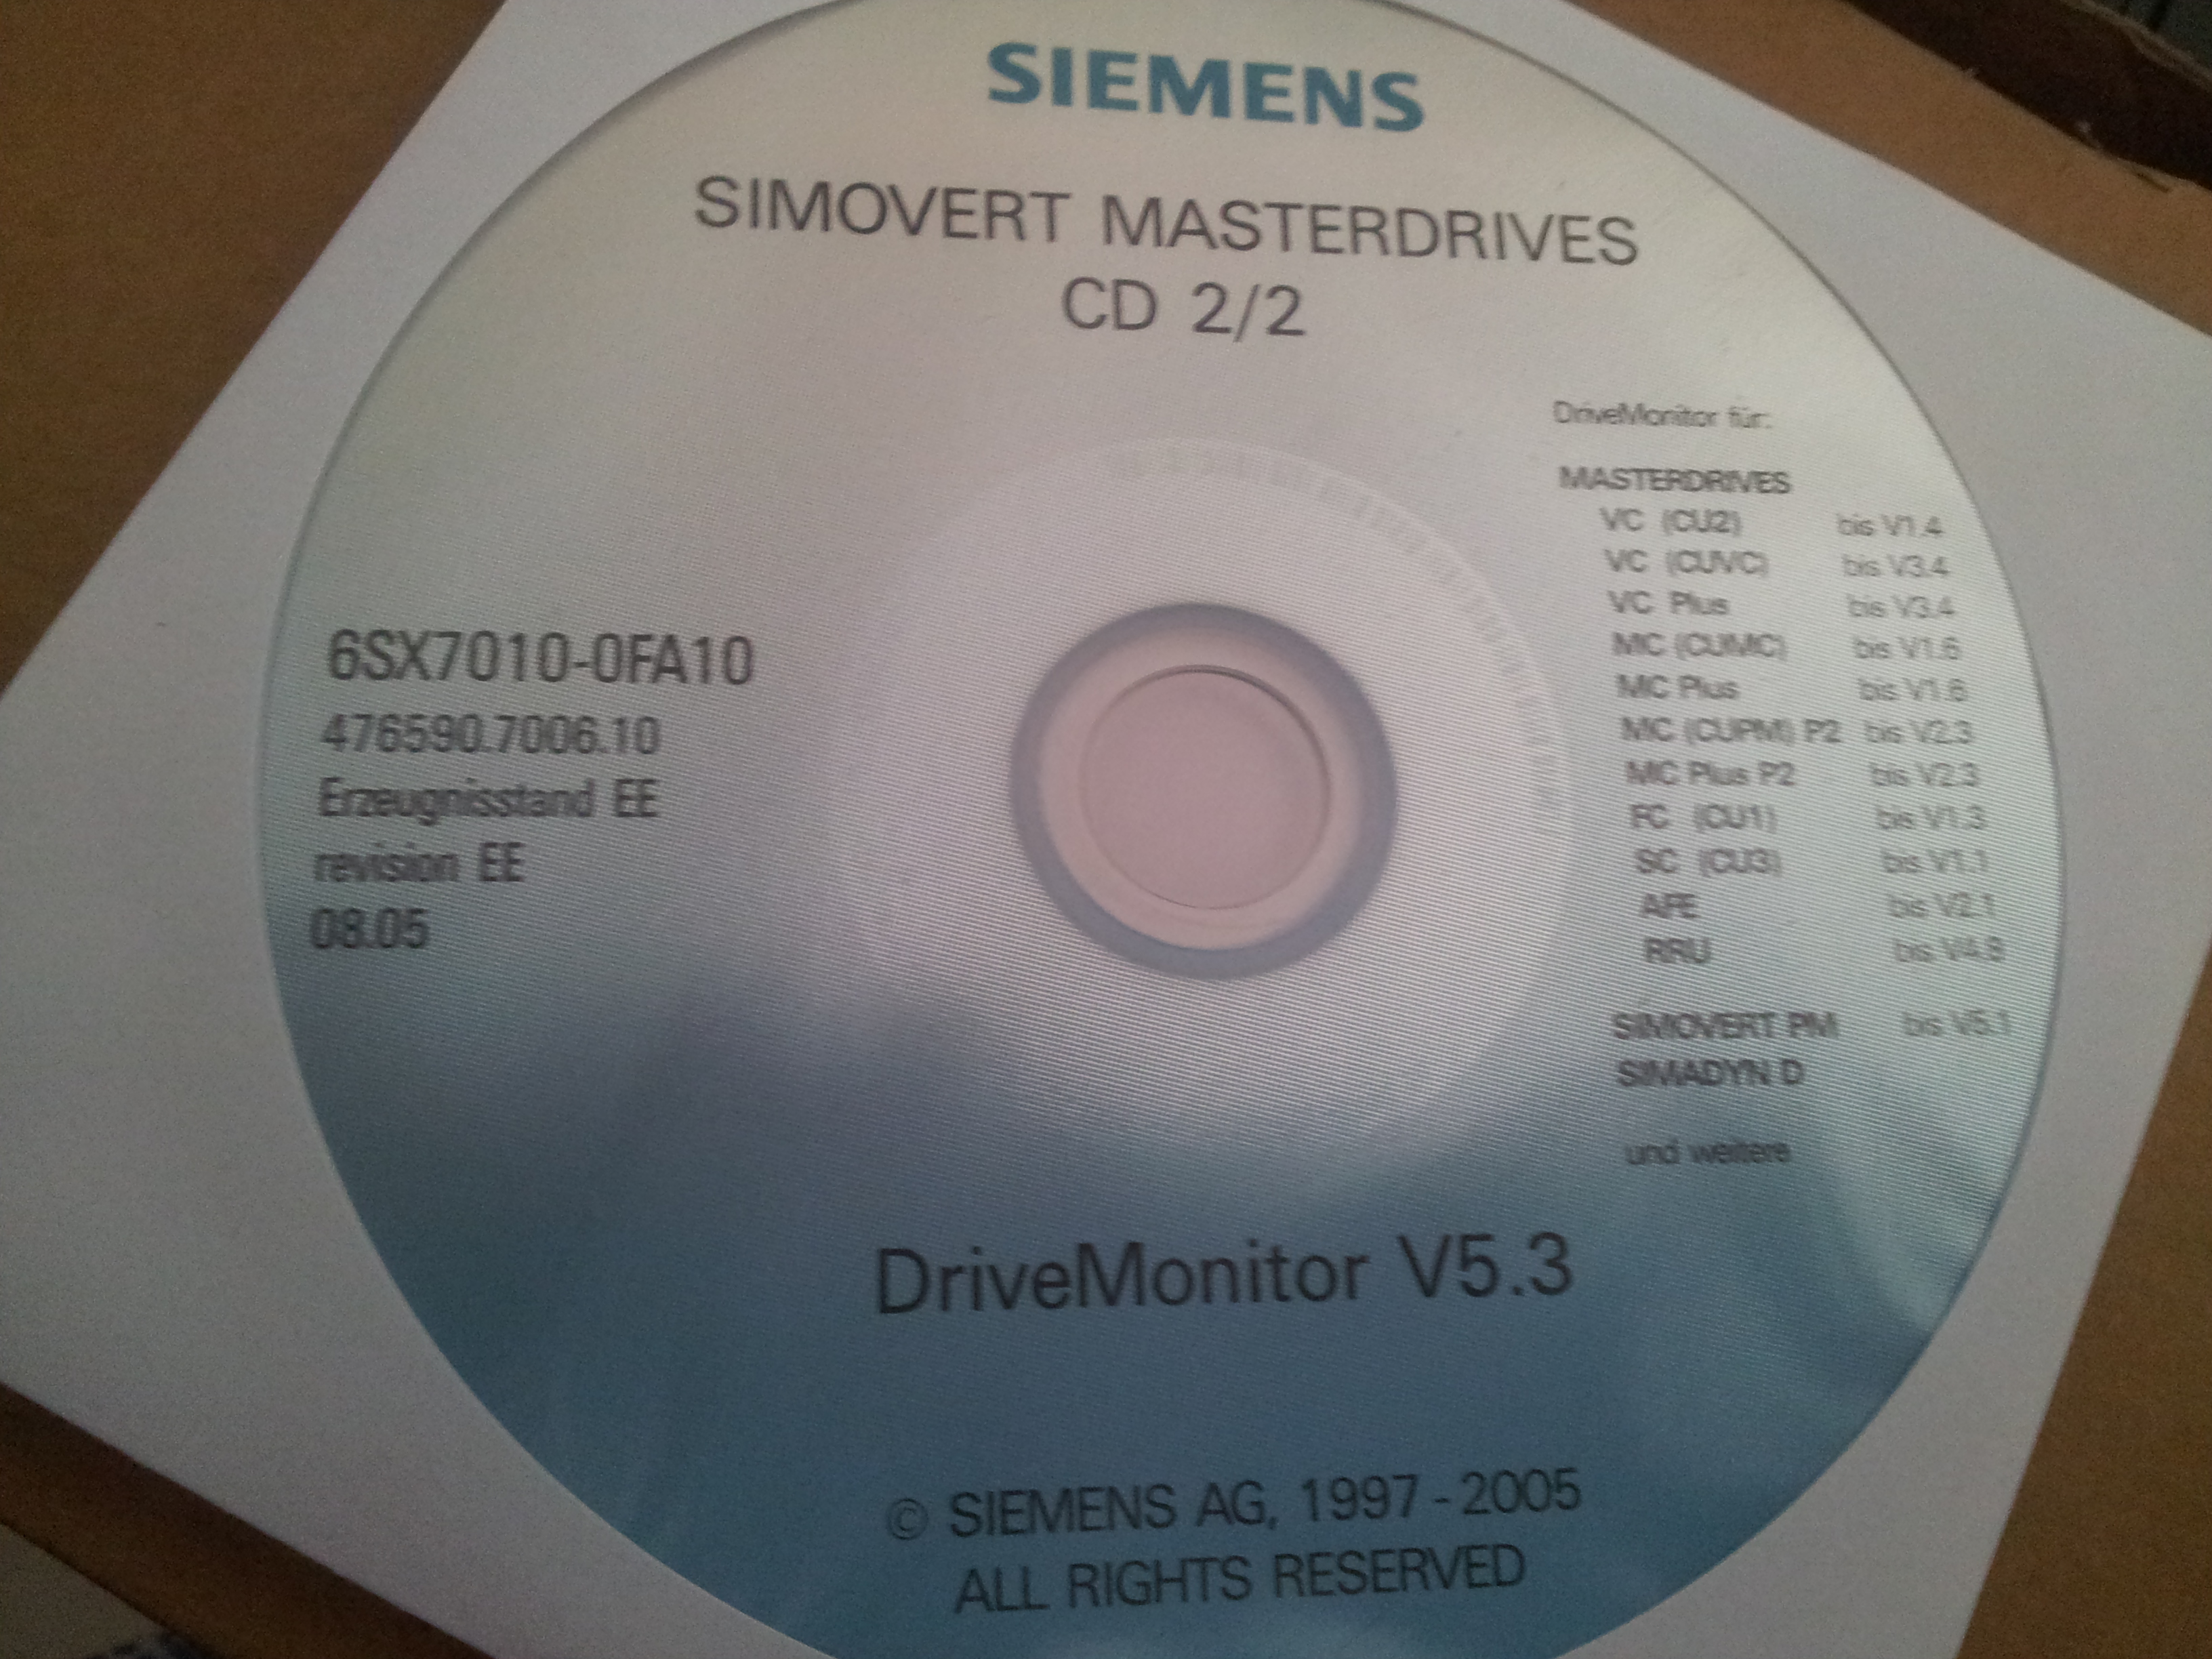 SIEMENS
SIMOVERT MASTERDRIVES
CD 2/2
6SX7010-0FA10
476590.7006.10
Erzeugnisstand EE
revision EE
08.05
DriveMonitor für:
MASTERDRIVES
VC (CU2) bis V1.4
VC (CUVC) bis V3.4
VC Plus bis V3.4
MC (CUMC) bis V1.6
MC Plus bis V1.6
MC (CUPM) P2 bis V2.3
MC Plus P2 bis V2.3
FC (CU1) bis V1.3
SC (CU3) bis V1.1
AFE bis V2.1
RRU bis
SIMOVERT PM bis V5.1
SIMADYN D
und weitere
DriveMonitor V5.3
© SIEMENS AG, 1997 - 2005
ALL RIGHTS RESERVED